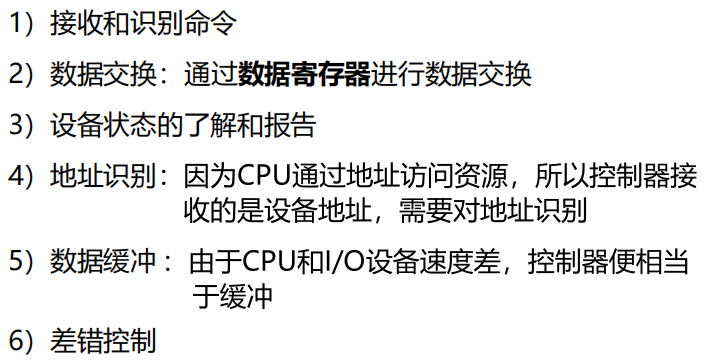 1）接收和识别命令
2）数据交换：通过数据寄存器进行数据交换
3）设备状态的了解和报告
4）地址识别：因为CPU通过地址访问资源，所以控制器接
收的是设备地址，需要对地址识别
5）数据缓冲 ：由于CPU和I/O设备速度差，控制器便相当
于缓冲
6）差错控制